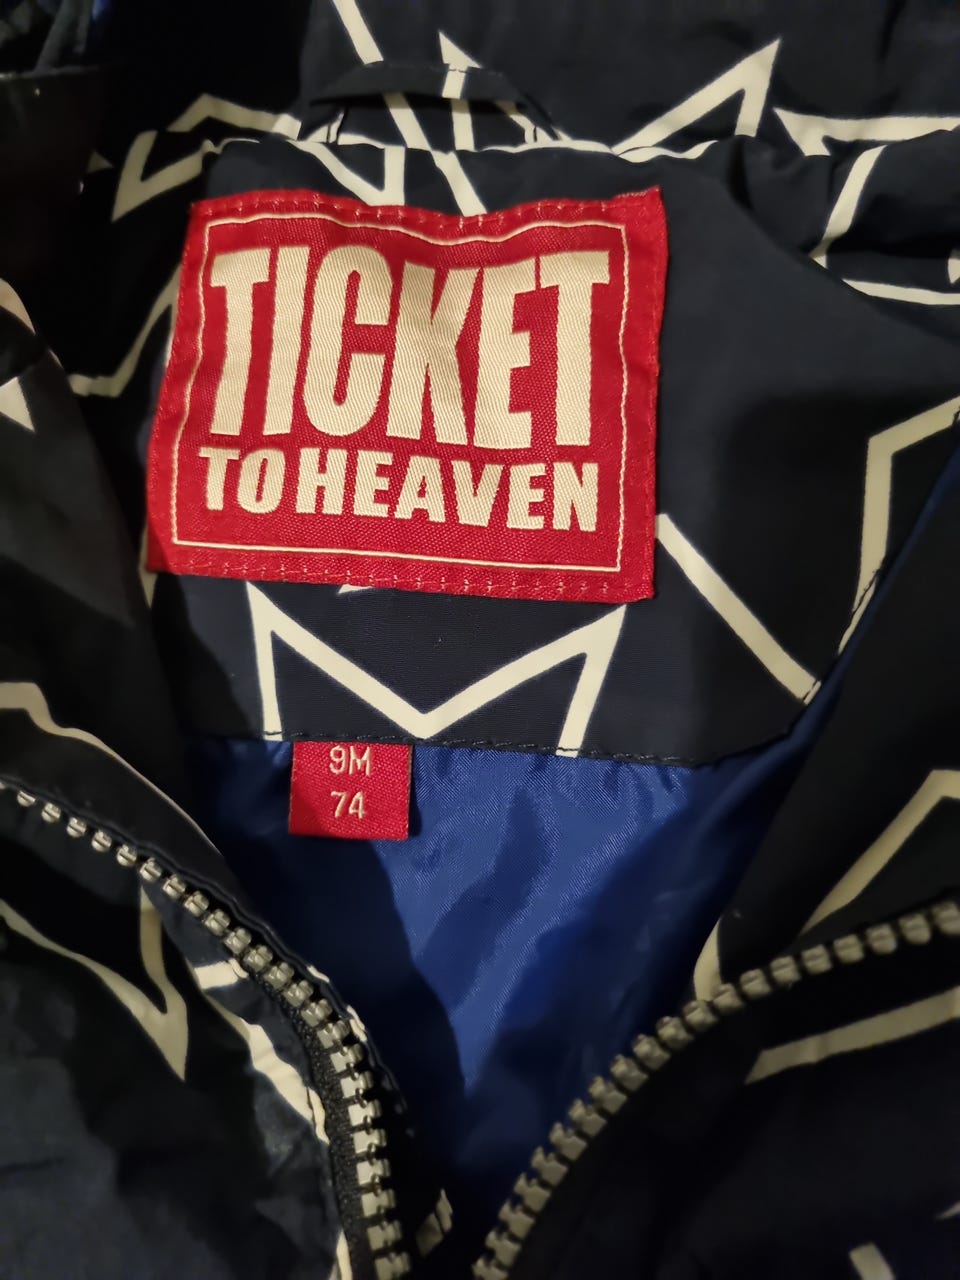 TICKET
TO HEAVEN
9M
74